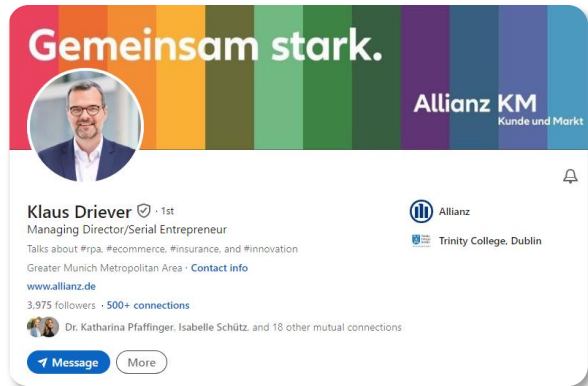 Gemeinsam stark.
Allianz KM
Kunde und Markt
Klaus Driever · 1st
Managing Director/Serial Entrepreneur
Talks about #rpa, #ecommerce, #insurance, and #innovation
Greater Munich Metropolitan Area · Contact info
www.allianz.de
3,975 followers · 500+ connections
Dr. Katharina Pfaffinger, Isabelle Schütz, and 18 other mutual connections
Message More
Allianz
Trinity College, Dublin